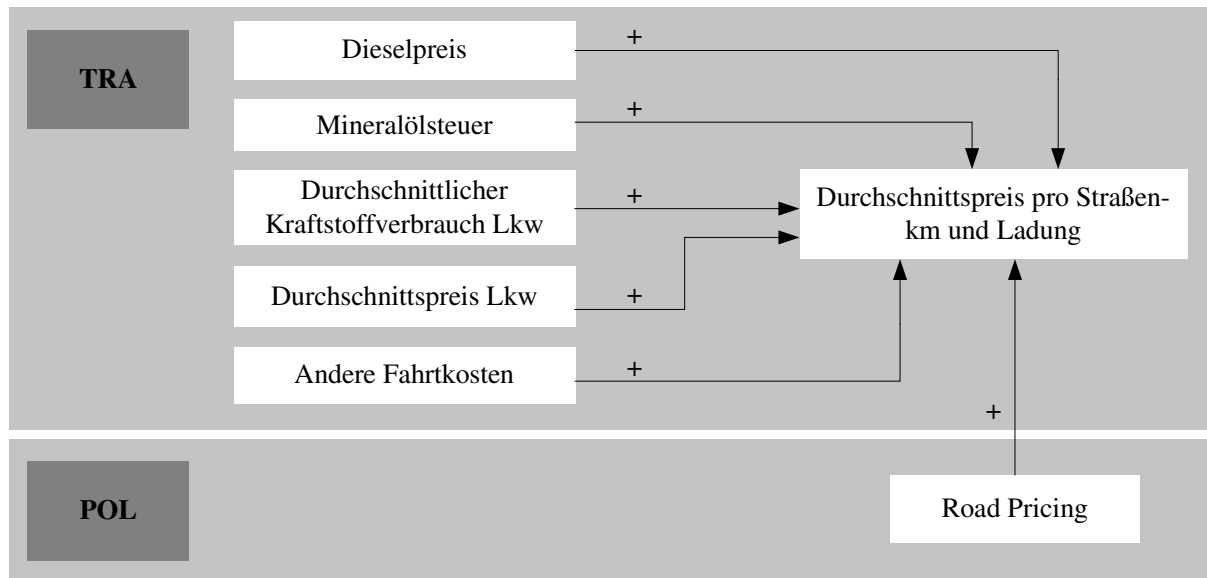 TRA
Dieselpreis
+
Mineralölsteuer
+
Durchschnittlicher
Kraftstoffverbrauch Lkw
+
Durchschnittspreis pro Straßen-
km und Ladung
Durchschnittspreis Lkw
+
Andere Fahrtkosten
+
+
POL
Road Pricing